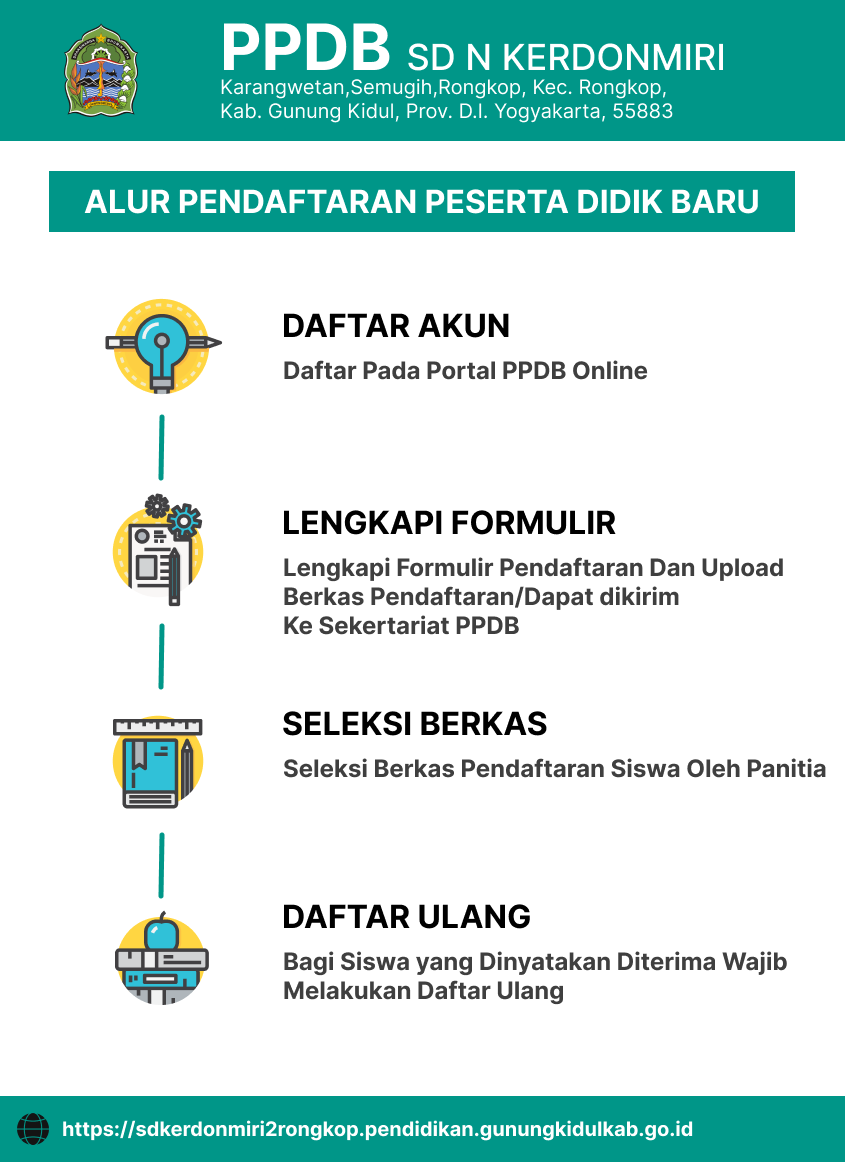 PPDB SD N KERDONMIRI
Karangwetan,Semugih,Rongkop, Kec. Rongkop,
Kab. Gunung Kidul, Prov. D.I. Yogyakarta, 55883
ALUR PENDAFTARAN PESERTA DIDIK BARU
DAFTAR AKUN
Daftar Pada Portal PPDB Online
LENGKAPI FORMULIR
Lengkapi Formulir Pendaftaran Dan Upload
Berkas Pendaftaran/Dapat dikirim
Ke Sekertariat PPDB
SELEKSI BERKAS
Seleksi Berkas Pendaftaran Siswa Oleh Panitia
DAFTAR ULANG
Bagi Siswa yang Dinyatakan Diterima Wajib
Melakukan Daftar Ulang
https://sdkerdonmiri2rongkop.pendidikan.gunungkidulkab.go.id